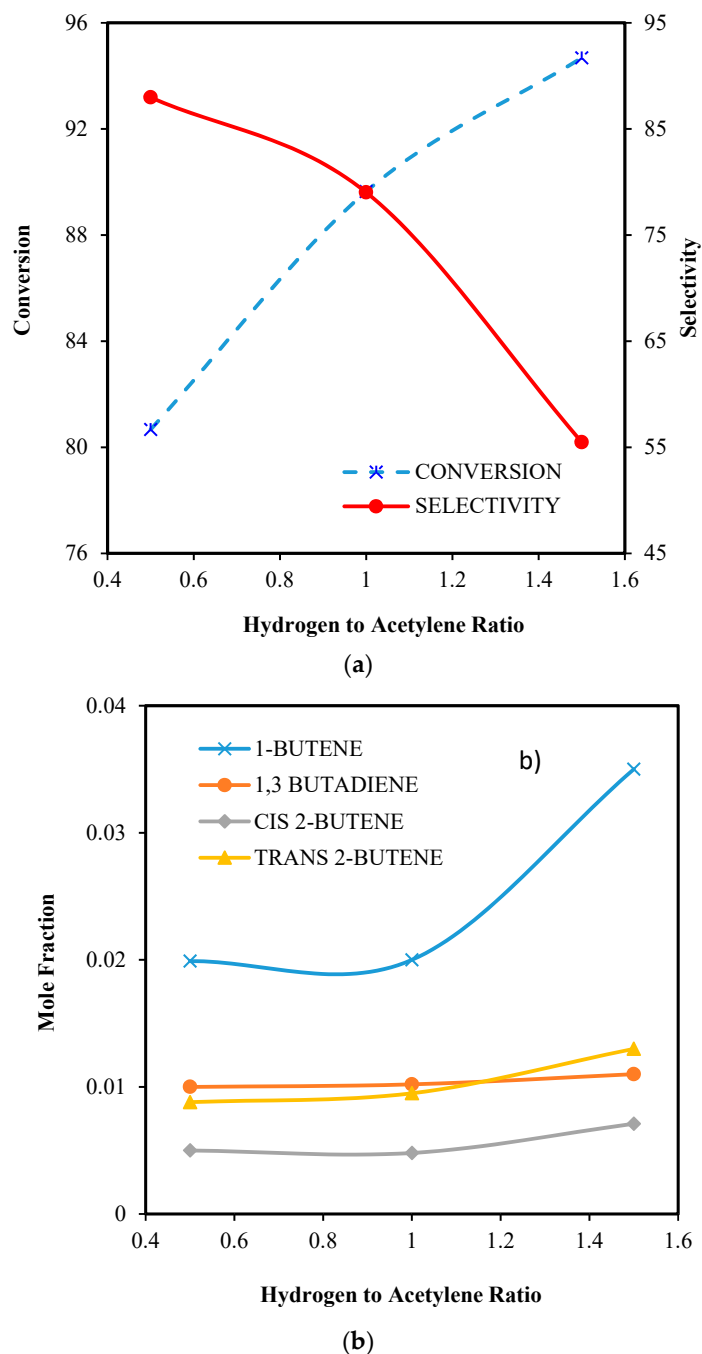 96
92
88
84
80
76
Conversion
95
85
75
65
55
45
Selectivity
CONVERSION
SELECTIVITY
0.4 0.6 0.8 1 1.2 1.4 1.6
Hydrogen to Acetylene Ratio
(a)
0.04
0.03
0.02
0.01
0
Mole Fraction
1-BUTENE
1,3 BUTADIENE
CIS 2-BUTENE
TRANS 2-BUTENE
b)
0.4 0.6 0.8 1 1.2 1.4 1.6
Hydrogen to Acetylene Ratio
(b)